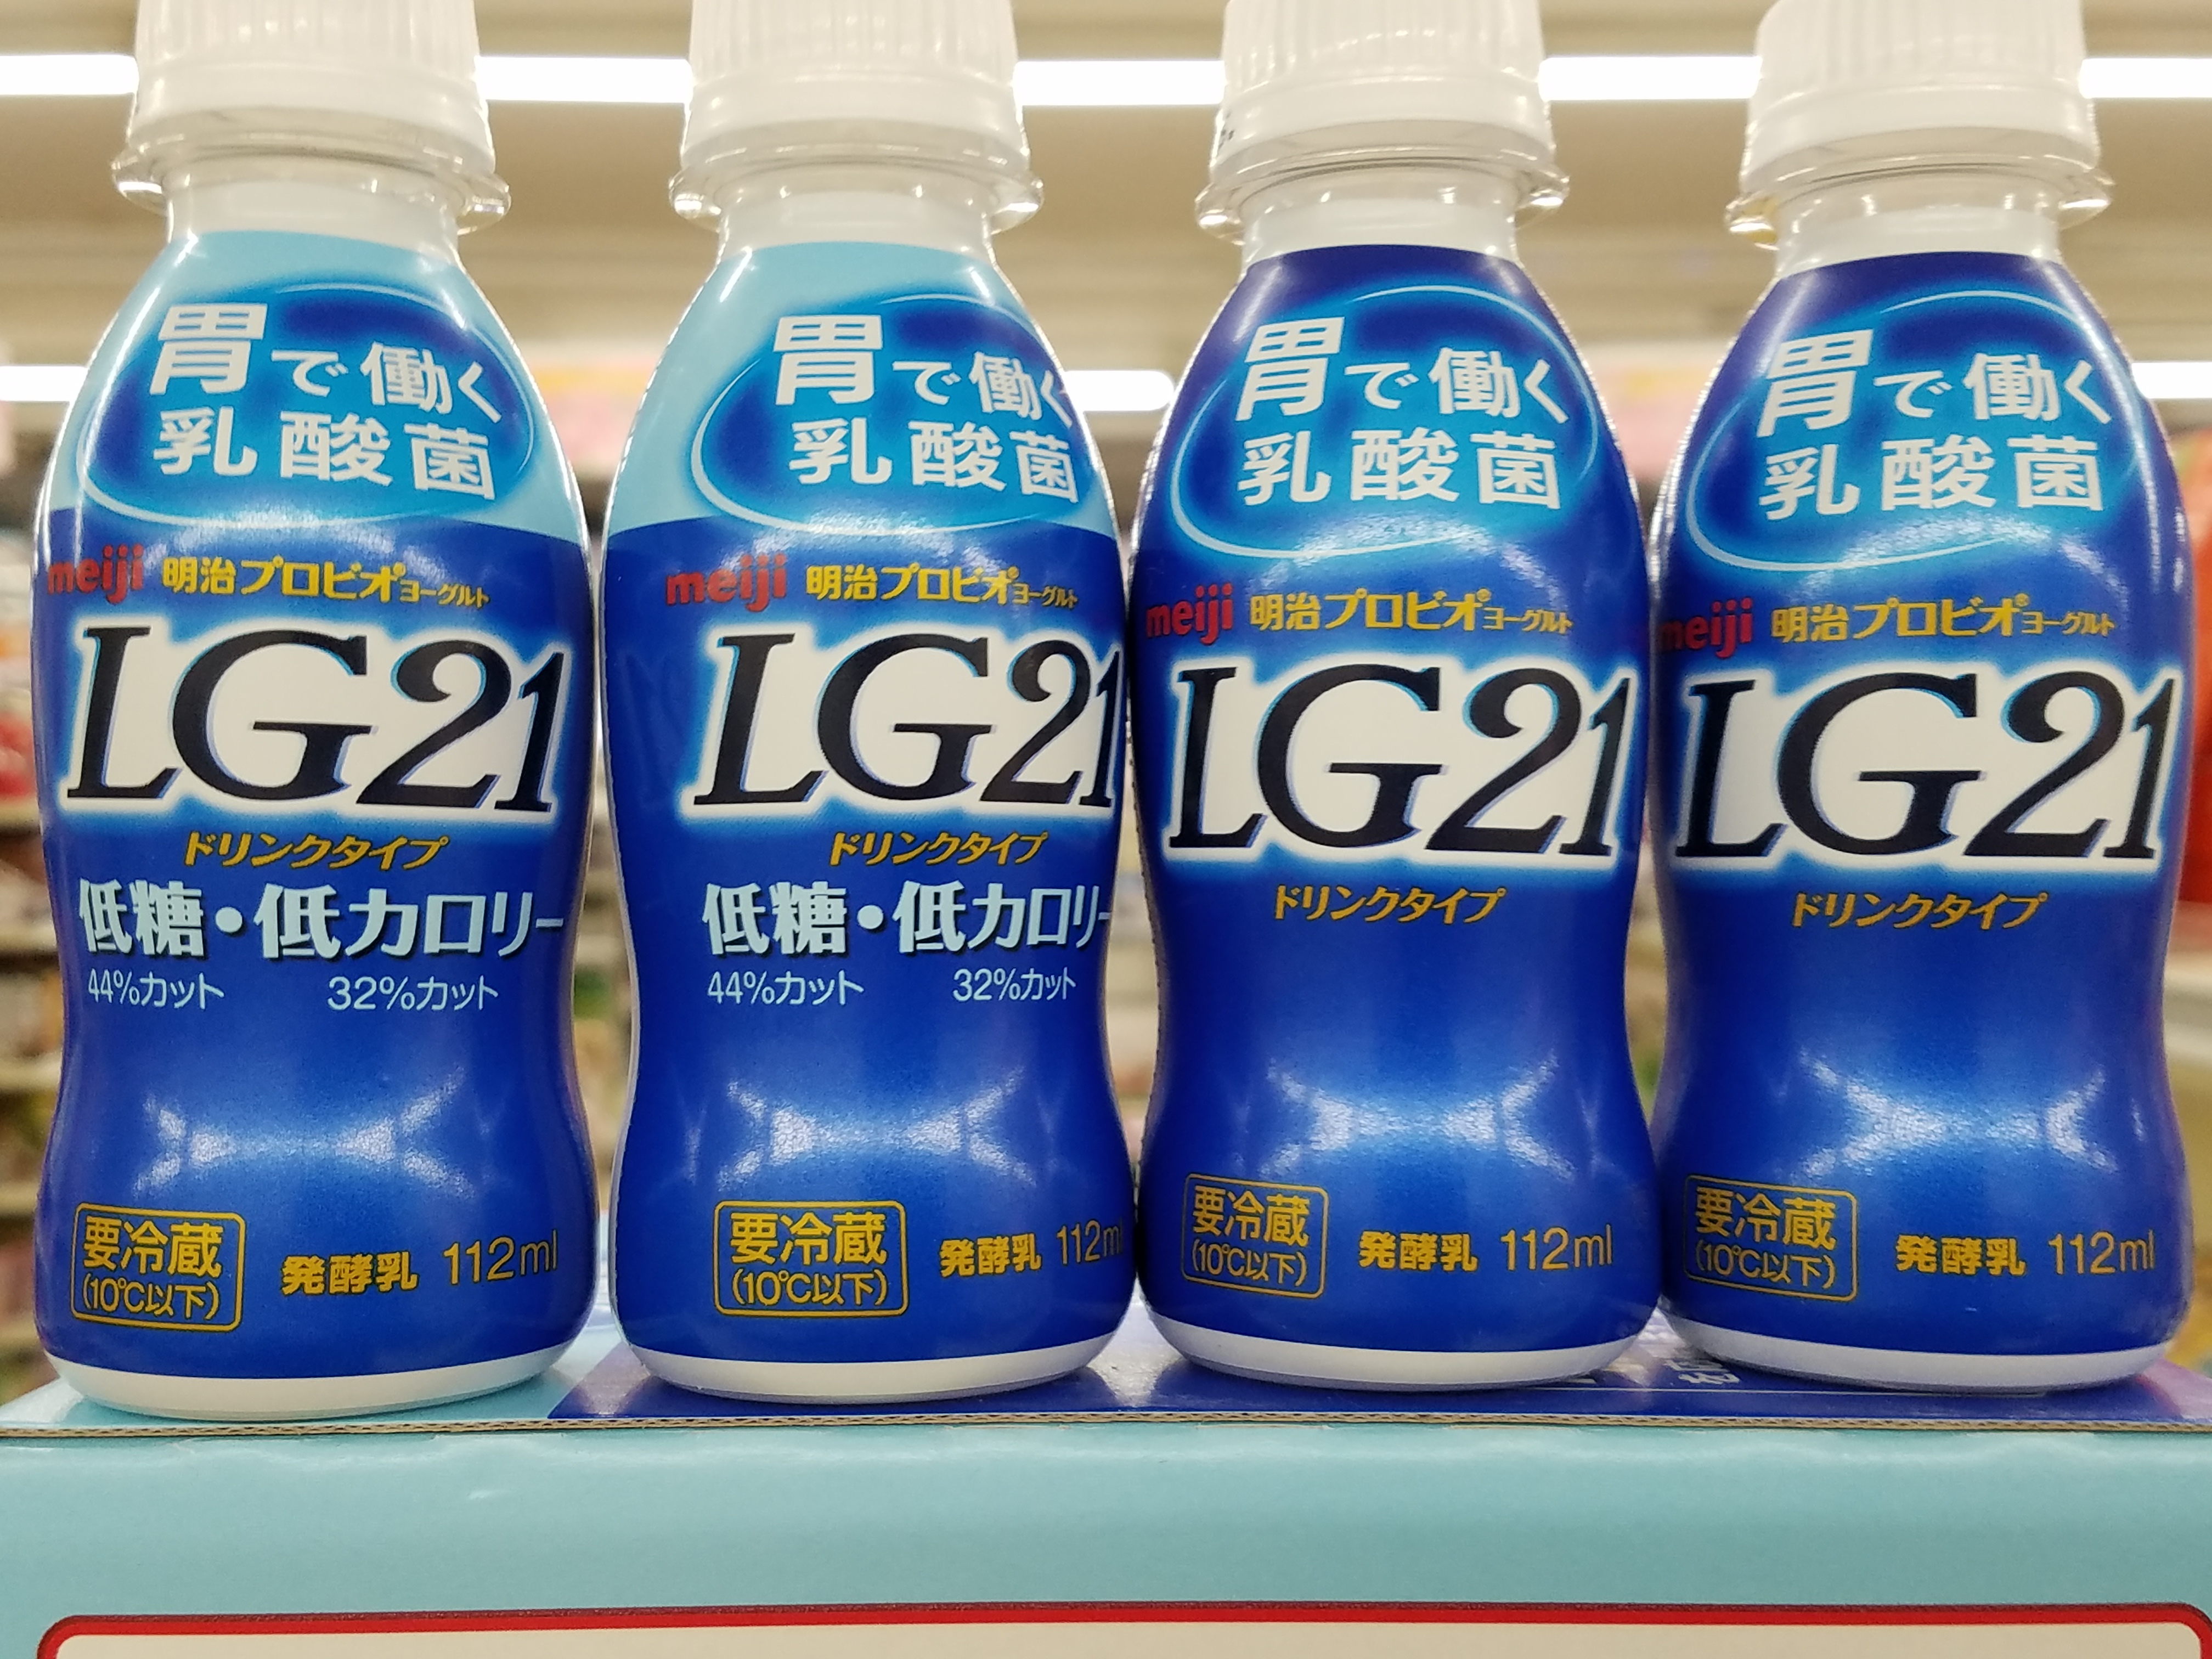 胃で働く
乳酸菌
meiji 明治プロビオヨーグルト
LG21
ドリンクタイプ
低糖・低カロリー
44%カット 32%カット
要冷蔵
(10℃以下)
発酵乳 112ml
胃で働く
乳酸菌
meiji 明治プロビオヨーグルト
LG21
ドリンクタイプ
低糖・低カロリー
44%カット 32%カット
要冷蔵
(10℃以下)
発酵乳 112ml
胃で働く
乳酸菌
meiji 明治プロビオヨーグルト
LG21
ドリンクタイプ
要冷蔵
(10℃以下)
発酵乳 112ml
胃で働く
乳酸菌
meiji 明治プロビオヨーグルト
LG21
ドリンクタイプ
要冷蔵
(10℃以下)
発酵乳 112ml